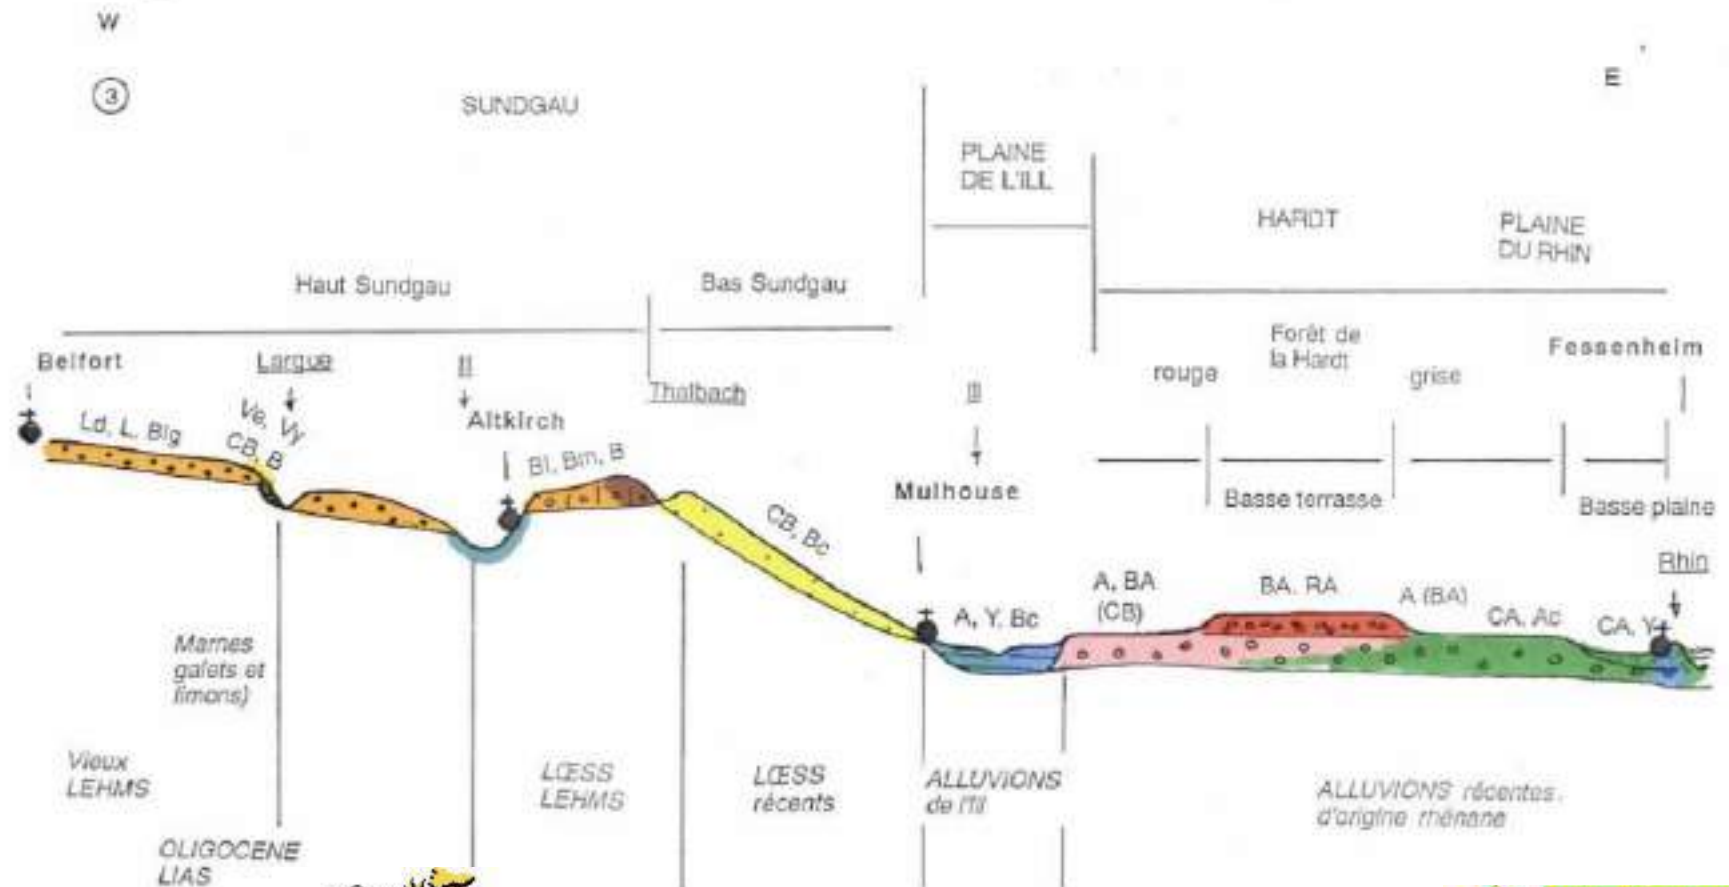 W
E
3
SUNDGAU
PLAINE
DE L'ILL
HARDT
PLAINE
DU RHIN
Haut Sundgau
Bas Sundgau
Belfort
Largue
Ill
Altkirch
Thalbach
Ill
Mulhouse
rouge
Forêt de
la Hardt
grise
Fessenheim
Basse terrasse
Basse plaine
Rhin
Ld, L, Blg
Ve, Vy
CB, B
Bl, Bm, B
CB, Bc
A, Y, Bc
A, BA
(CB)
BA, RA
A (BA)
CA, Ac
CA, Y
Marnes
galets et
limons)
Vieux
LEHMS
OLIGOCENE
LIAS
LŒSS
LEHMS
LŒSS
récents
ALLUVIONS
de l'Ill
ALLUVIONS récentes,
d'origine rhénane